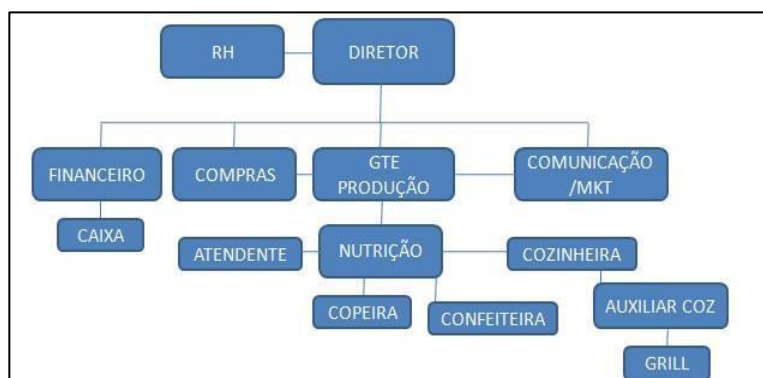 RH
DIRETOR
FINANCEIRO
COMPRAS
GTE
PRODUÇÃO
COMUNICAÇÃO
/MKT
CAIXA
ATENDENTE
NUTRIÇÃO
COZINHEIRA
COPEIRA
CONFEITEIRA
AUXILIAR COZ
GRILL